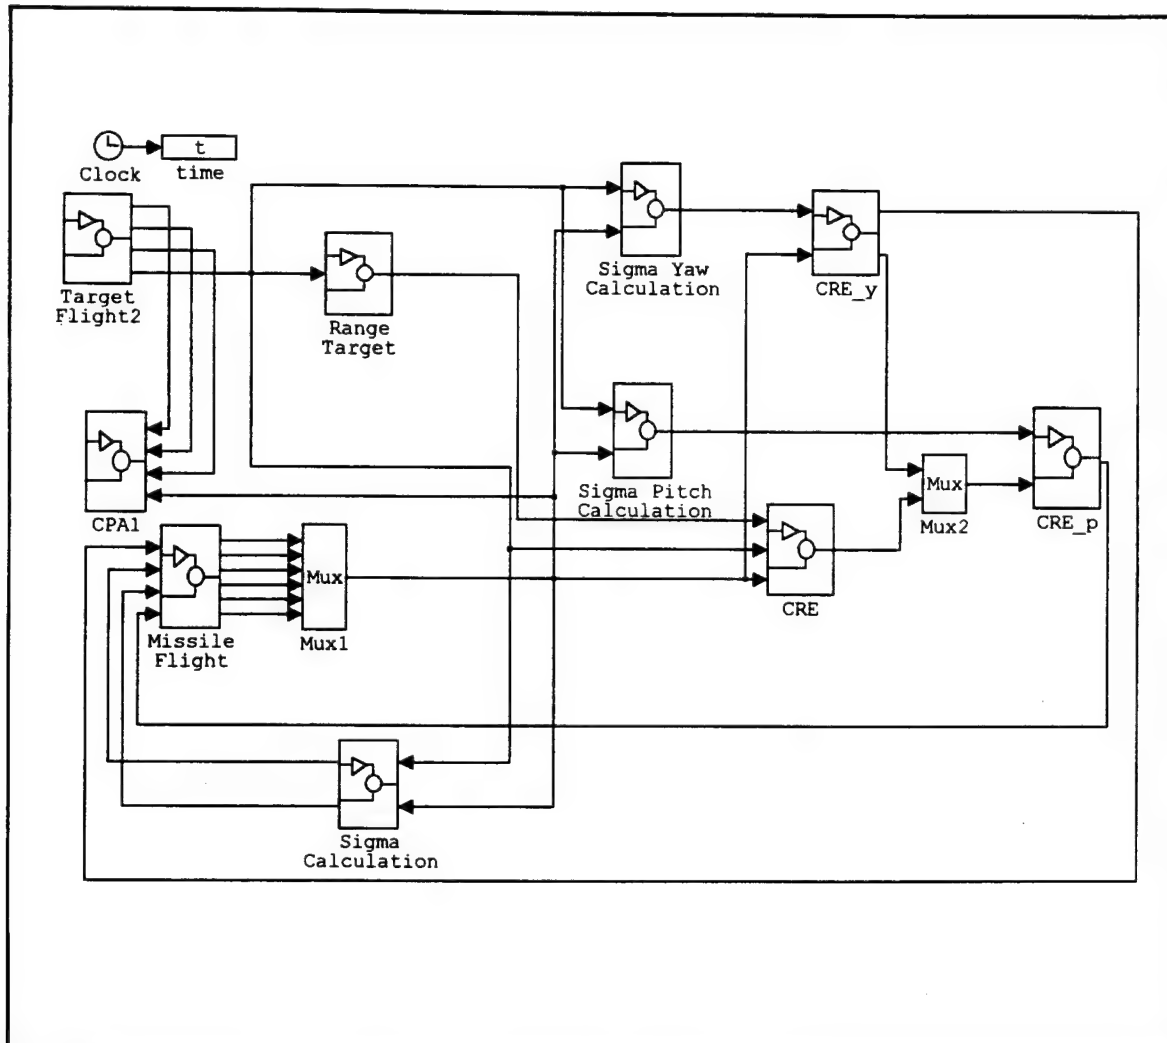 t
Clock
time
Target
Flight2
Range
Target
Sigma Yaw
Calculation
CRE_y
CPA1
Sigma Pitch
Calculation
Mux
Mux2
CRE_p
Missile
Flight
Mux
Mux1
CRE
Sigma
Calculation